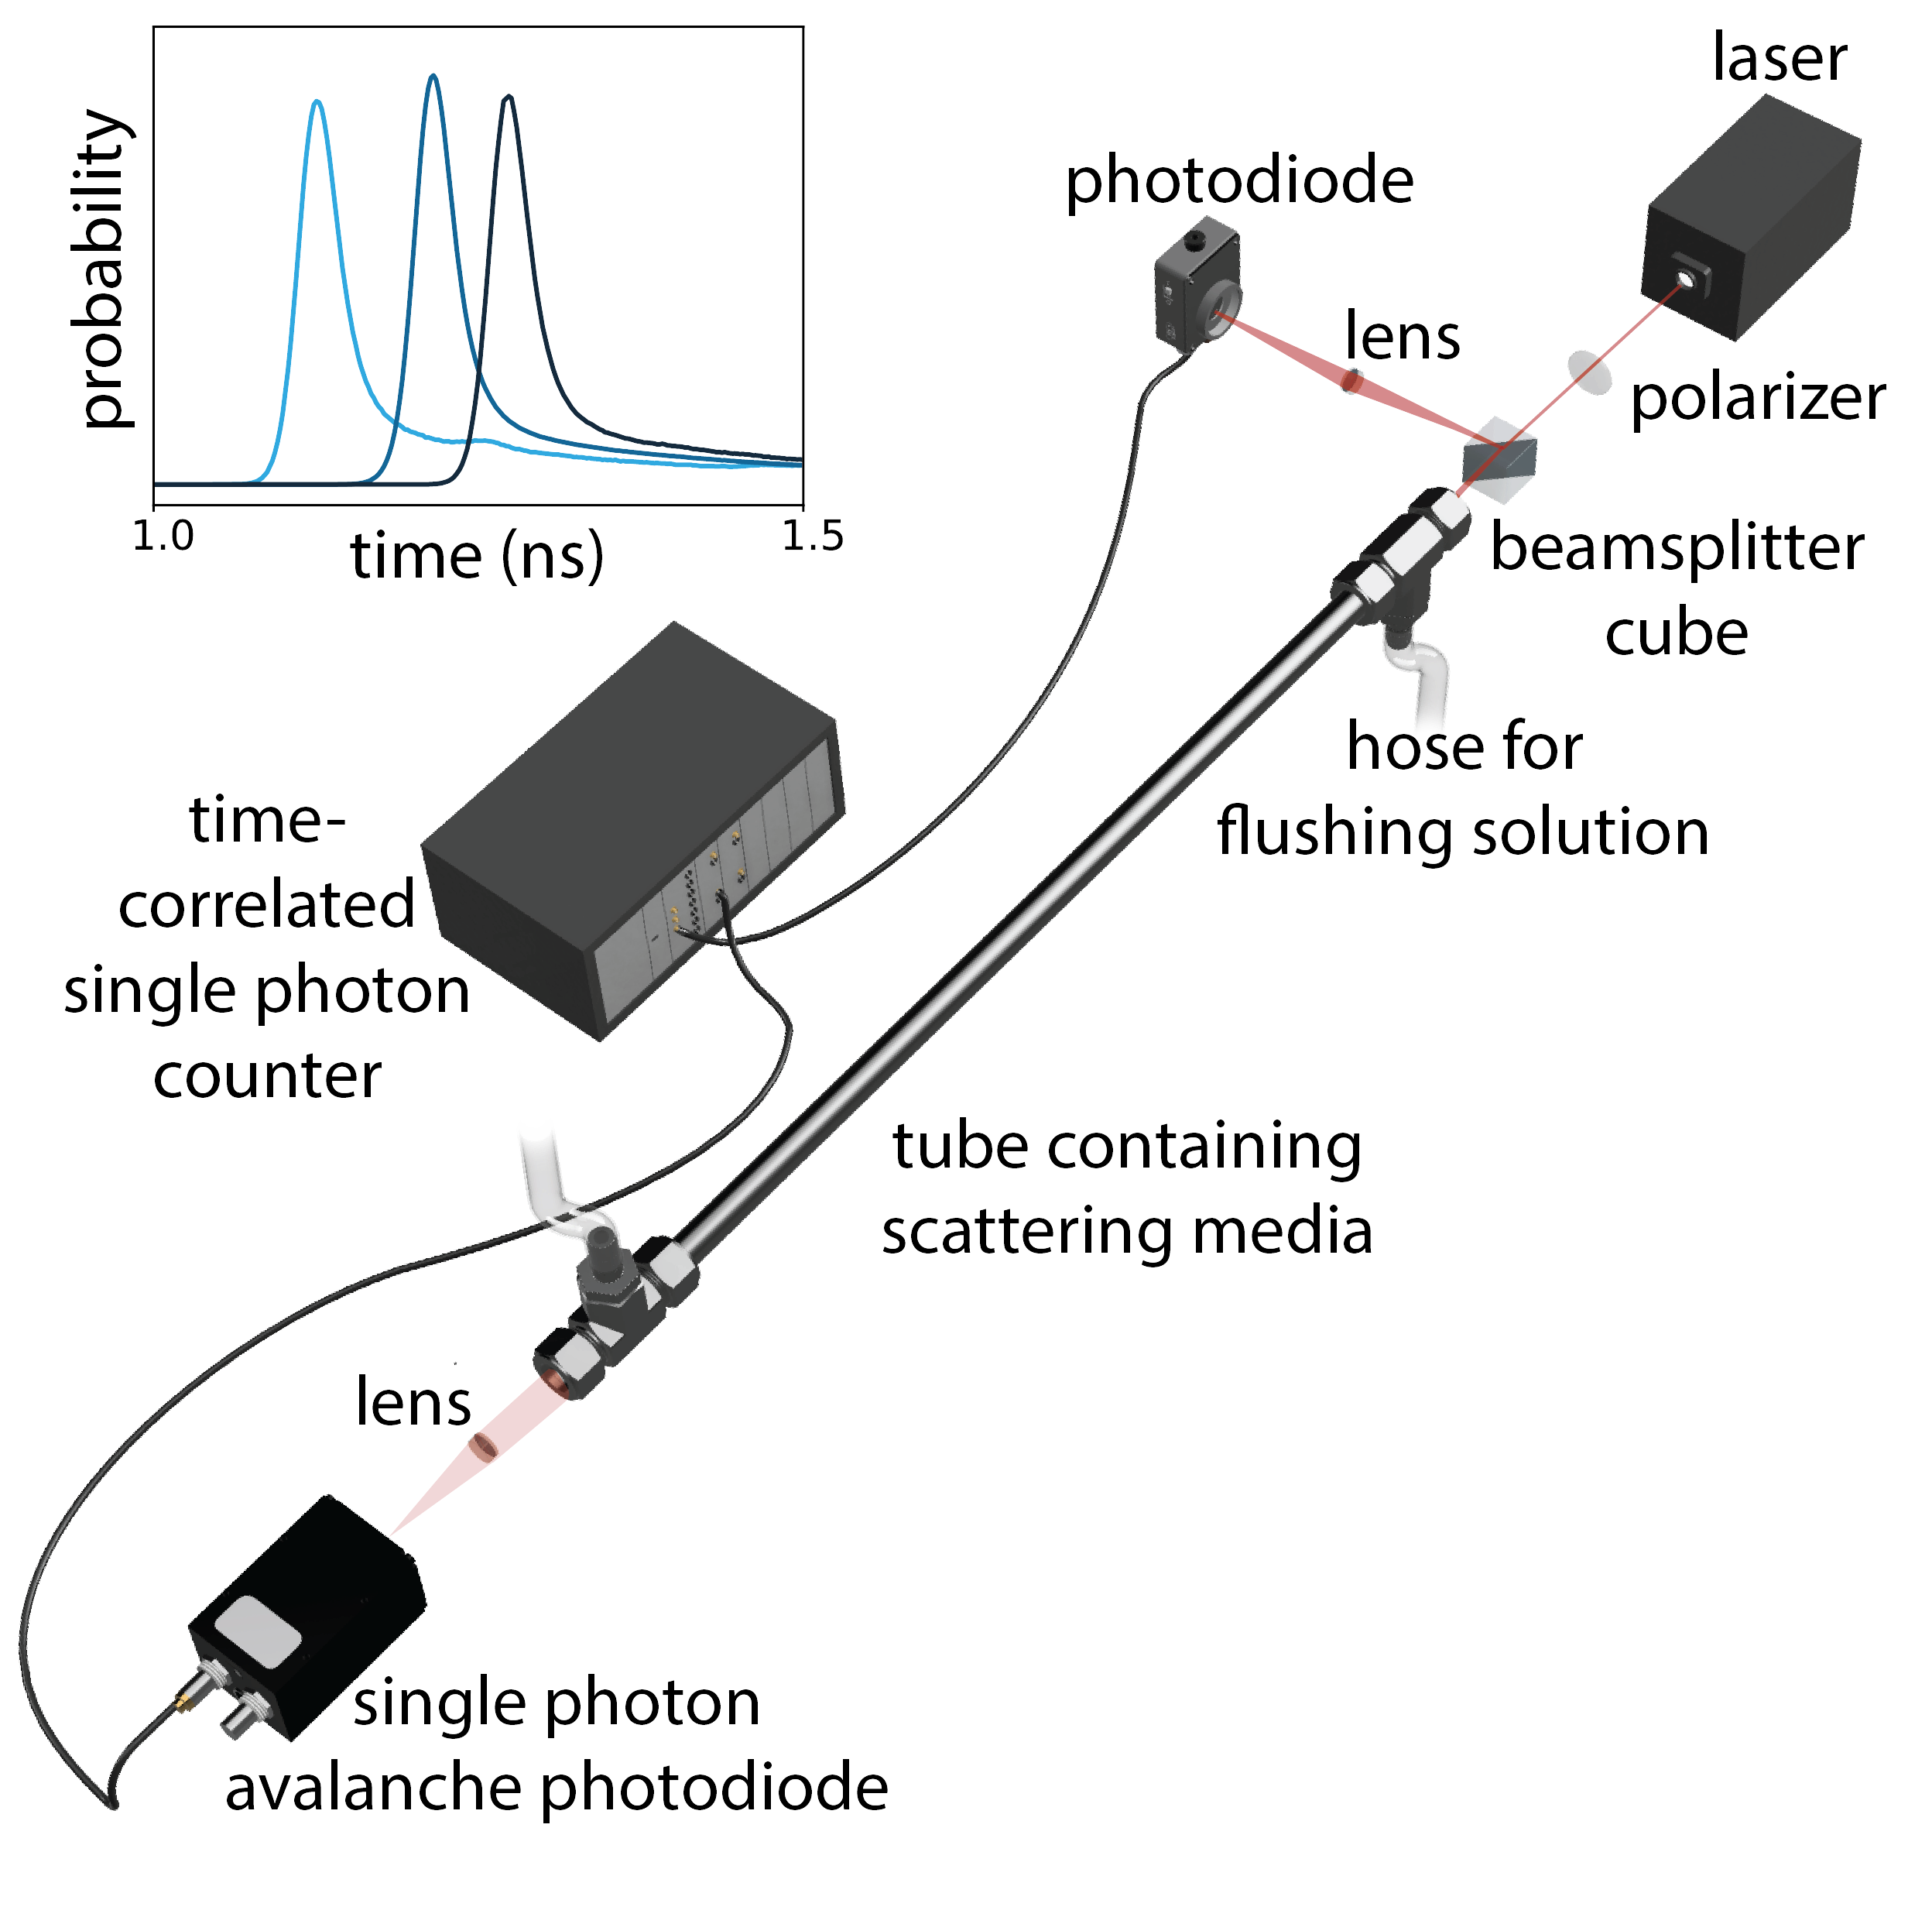 probability
1.0
1.5
time (ns)
laser
photodiode
lens
polarizer
beamsplitter
cube
hose for
flushing solution
time-
correlated
single photon
counter
tube containing
scattering media
lens
single photon
avalanche photodiode